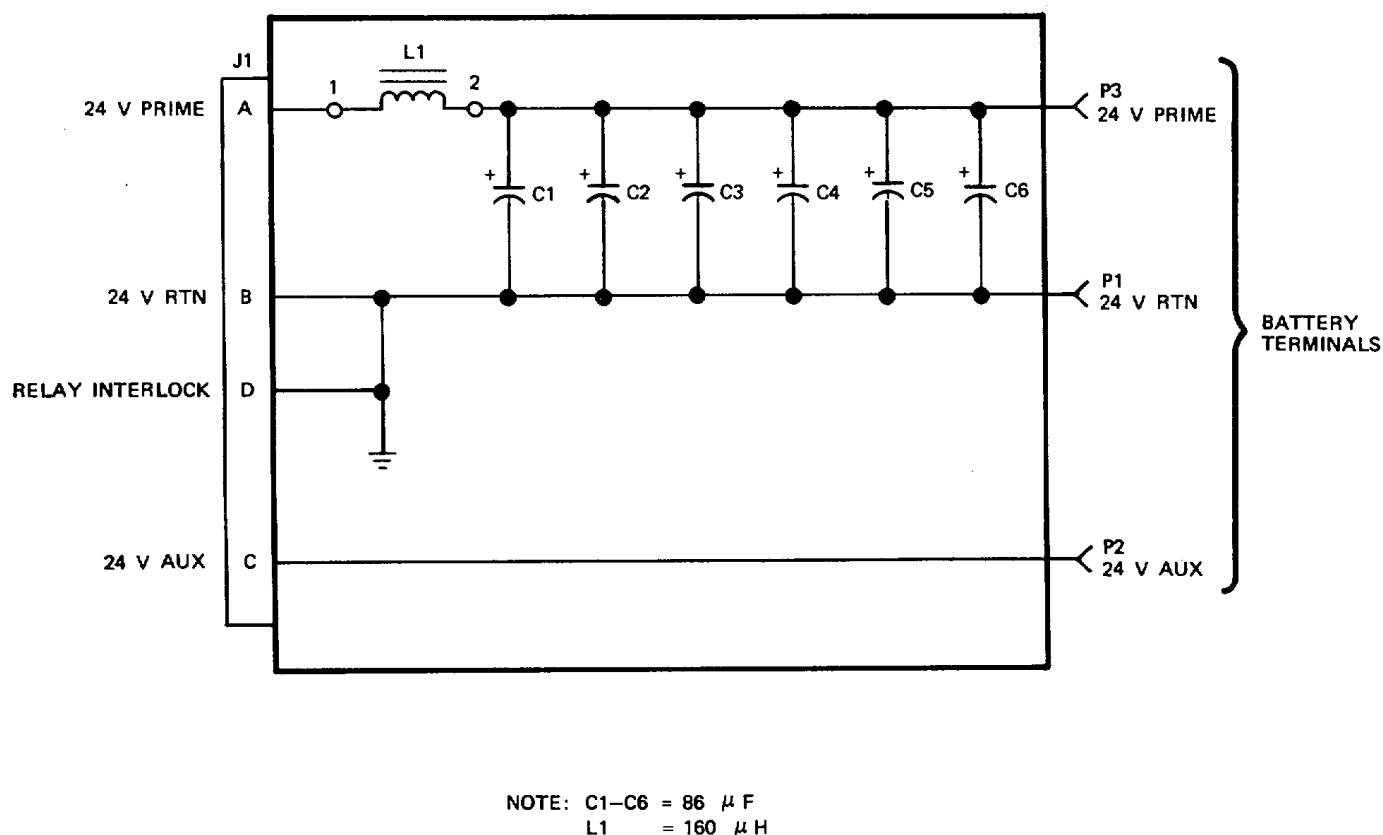 J1
L1
1
2
24 V PRIME
A
P3
24 V PRIME
+
C1
+
C2
+
C3
+
C4
+
C5
+
C6
24 V RTN
B
P1
24 V RTN
BATTERY
TERMINALS
RELAY INTERLOCK
D
24 V AUX
C
P2
24 V AUX
NOTE: C1–C6 = 86 μF
L1 = 160 μH